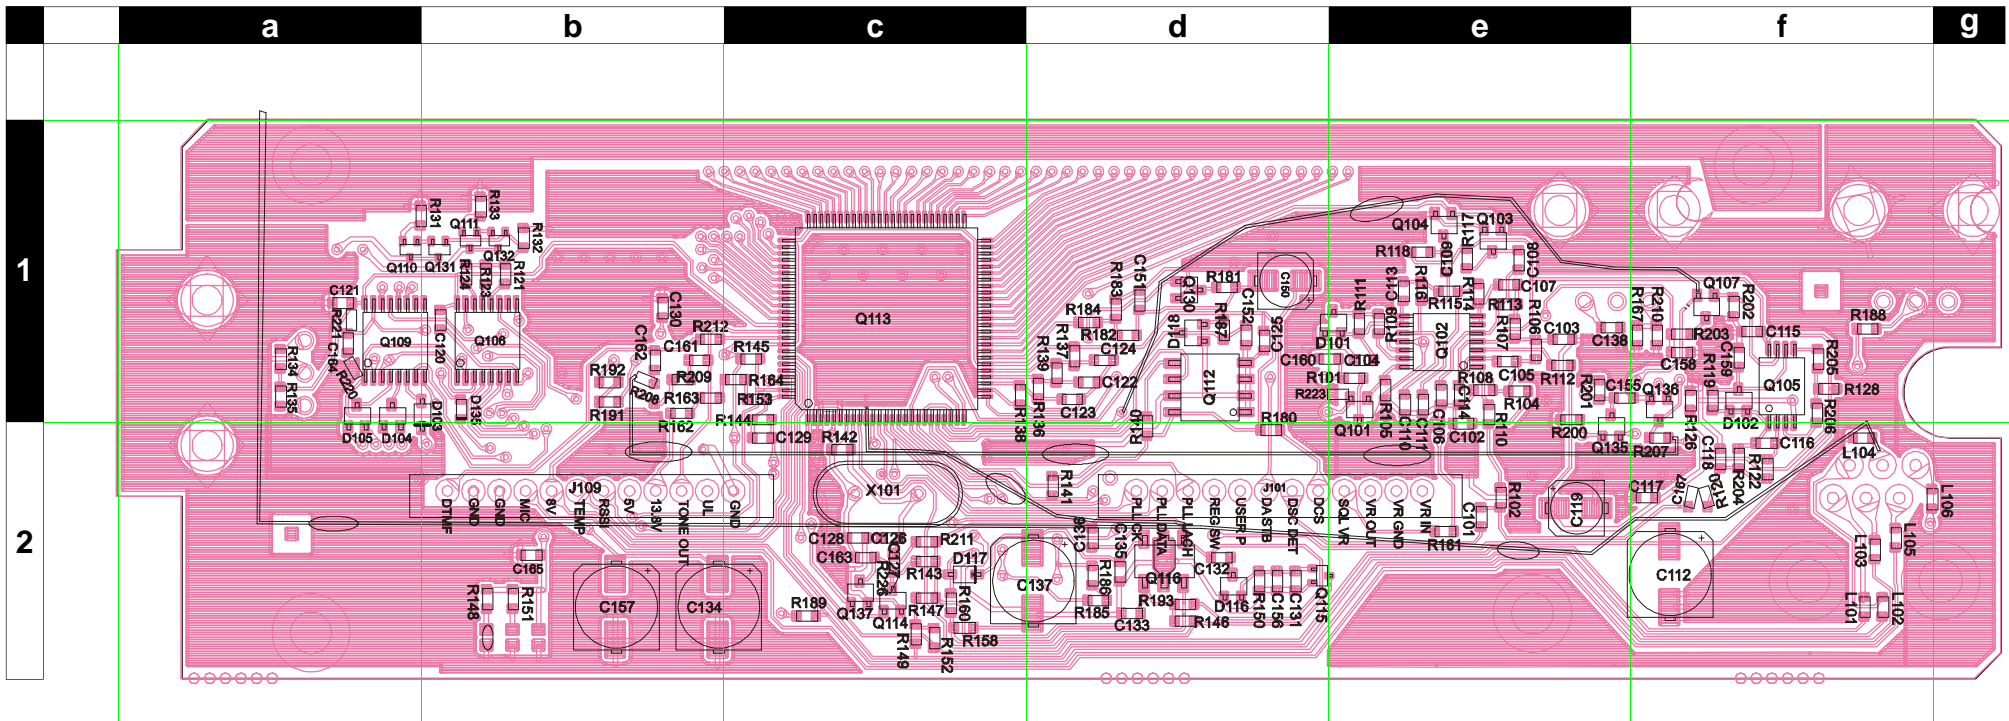 a b c d e f g
1
2
R131
R133
Q111
R132
Q110
Q131
Q132
R124
R123
R121
C121
R221
C164
R220
Q109
C120
Q106
R134
R135
D105
D104
D103
D135
C130
R212
C162
C161
R192
R209
R208
R191
R163
R162
R145
R164
R153
R144
C129
Q113
R142
R138
R136
R183
C151
Q130
R181
C160
R184
R182
D118
R187
C152
C125
R137
R139
C124
C122
C123
Q112
R140
R180
Q104
R117
Q103
R118
C109
C108
R111
C113
R116
R115
R114
C107
R113
R109
D101
Q102
R107
R106
C103
C138
C160
C104
R101
R223
R112
C105
R108
R104
R201
C155
Q101
R105
C110
C111
C106
C114
C102
R110
R200
Q135
Q107
R202
R197
R210
R203
C115
R188
C158
C159
R119
R205
Q136
Q105
R128
D102
R206
R126
R207
C118
R204
R122
C116
L104
J109
DTMF
GND
GND
MIC
8V
TEMP
RSSI
5V
13.8V
TONE OUT
UL
GND
X101
R141
J101
PLL CK
PLL DATA
REG SW
USER P
DA STB
DSC DET
DCS
SQL VR
VR OUT
VR GND
VR IN
C101
R161
R102
C119
C117
R120
L106
L105
L103
L101
L102
C112
C165
R148
R151
C157
C134
C128
C126
C163
C127
R211
R143
D117
R226
Q137
Q114
R147
R160
R158
R149
R152
R189
C137
C136
C135
R186
R185
Q116
R193
C133
R146
C132
D116
R150
C156
C131
Q115